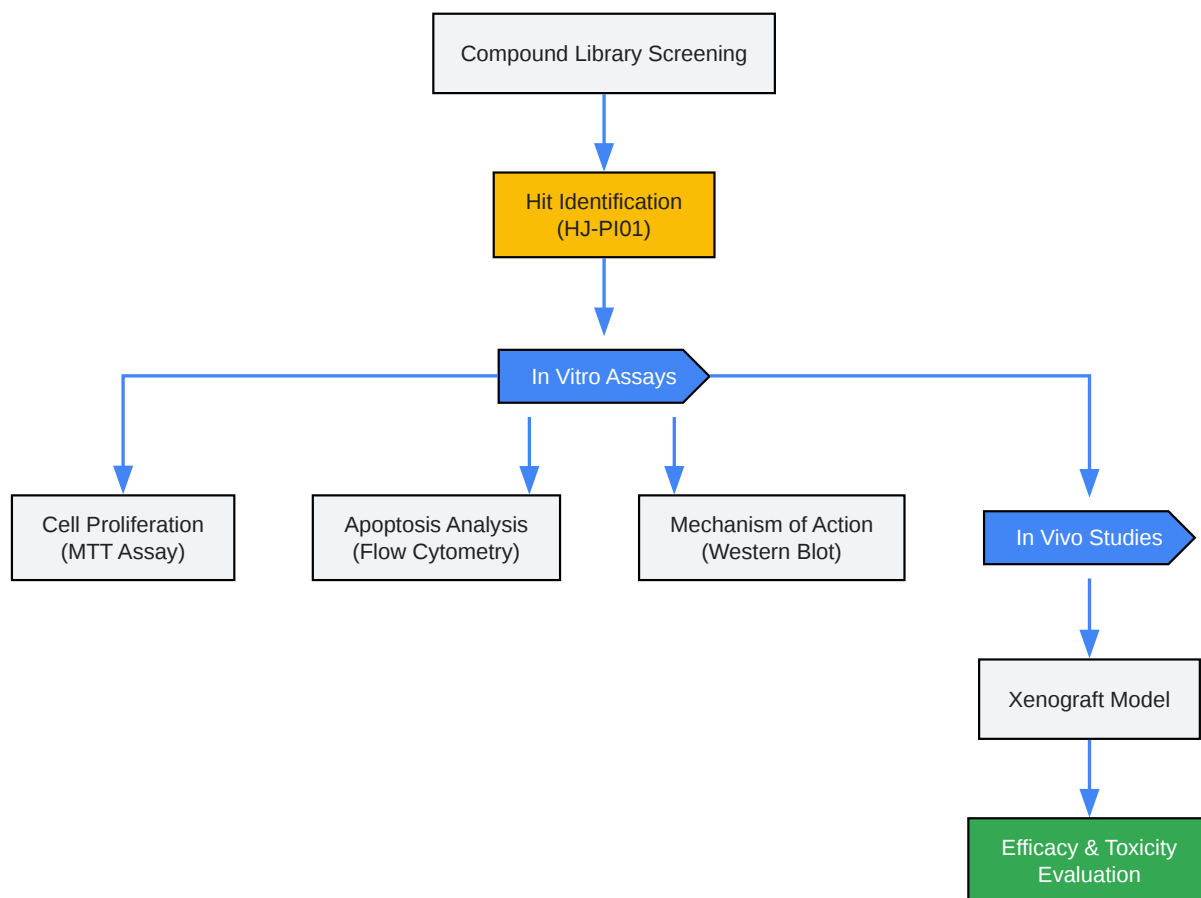 Compound Library Screening
Hit Identification
(HJ-PI01)
In Vitro Assays
Cell Proliferation
(MTT Assay)
Apoptosis Analysis
(Flow Cytometry)
Mechanism of Action
(Western Blot)
In Vivo Studies
Xenograft Model
Efficacy & Toxicity
Evaluation